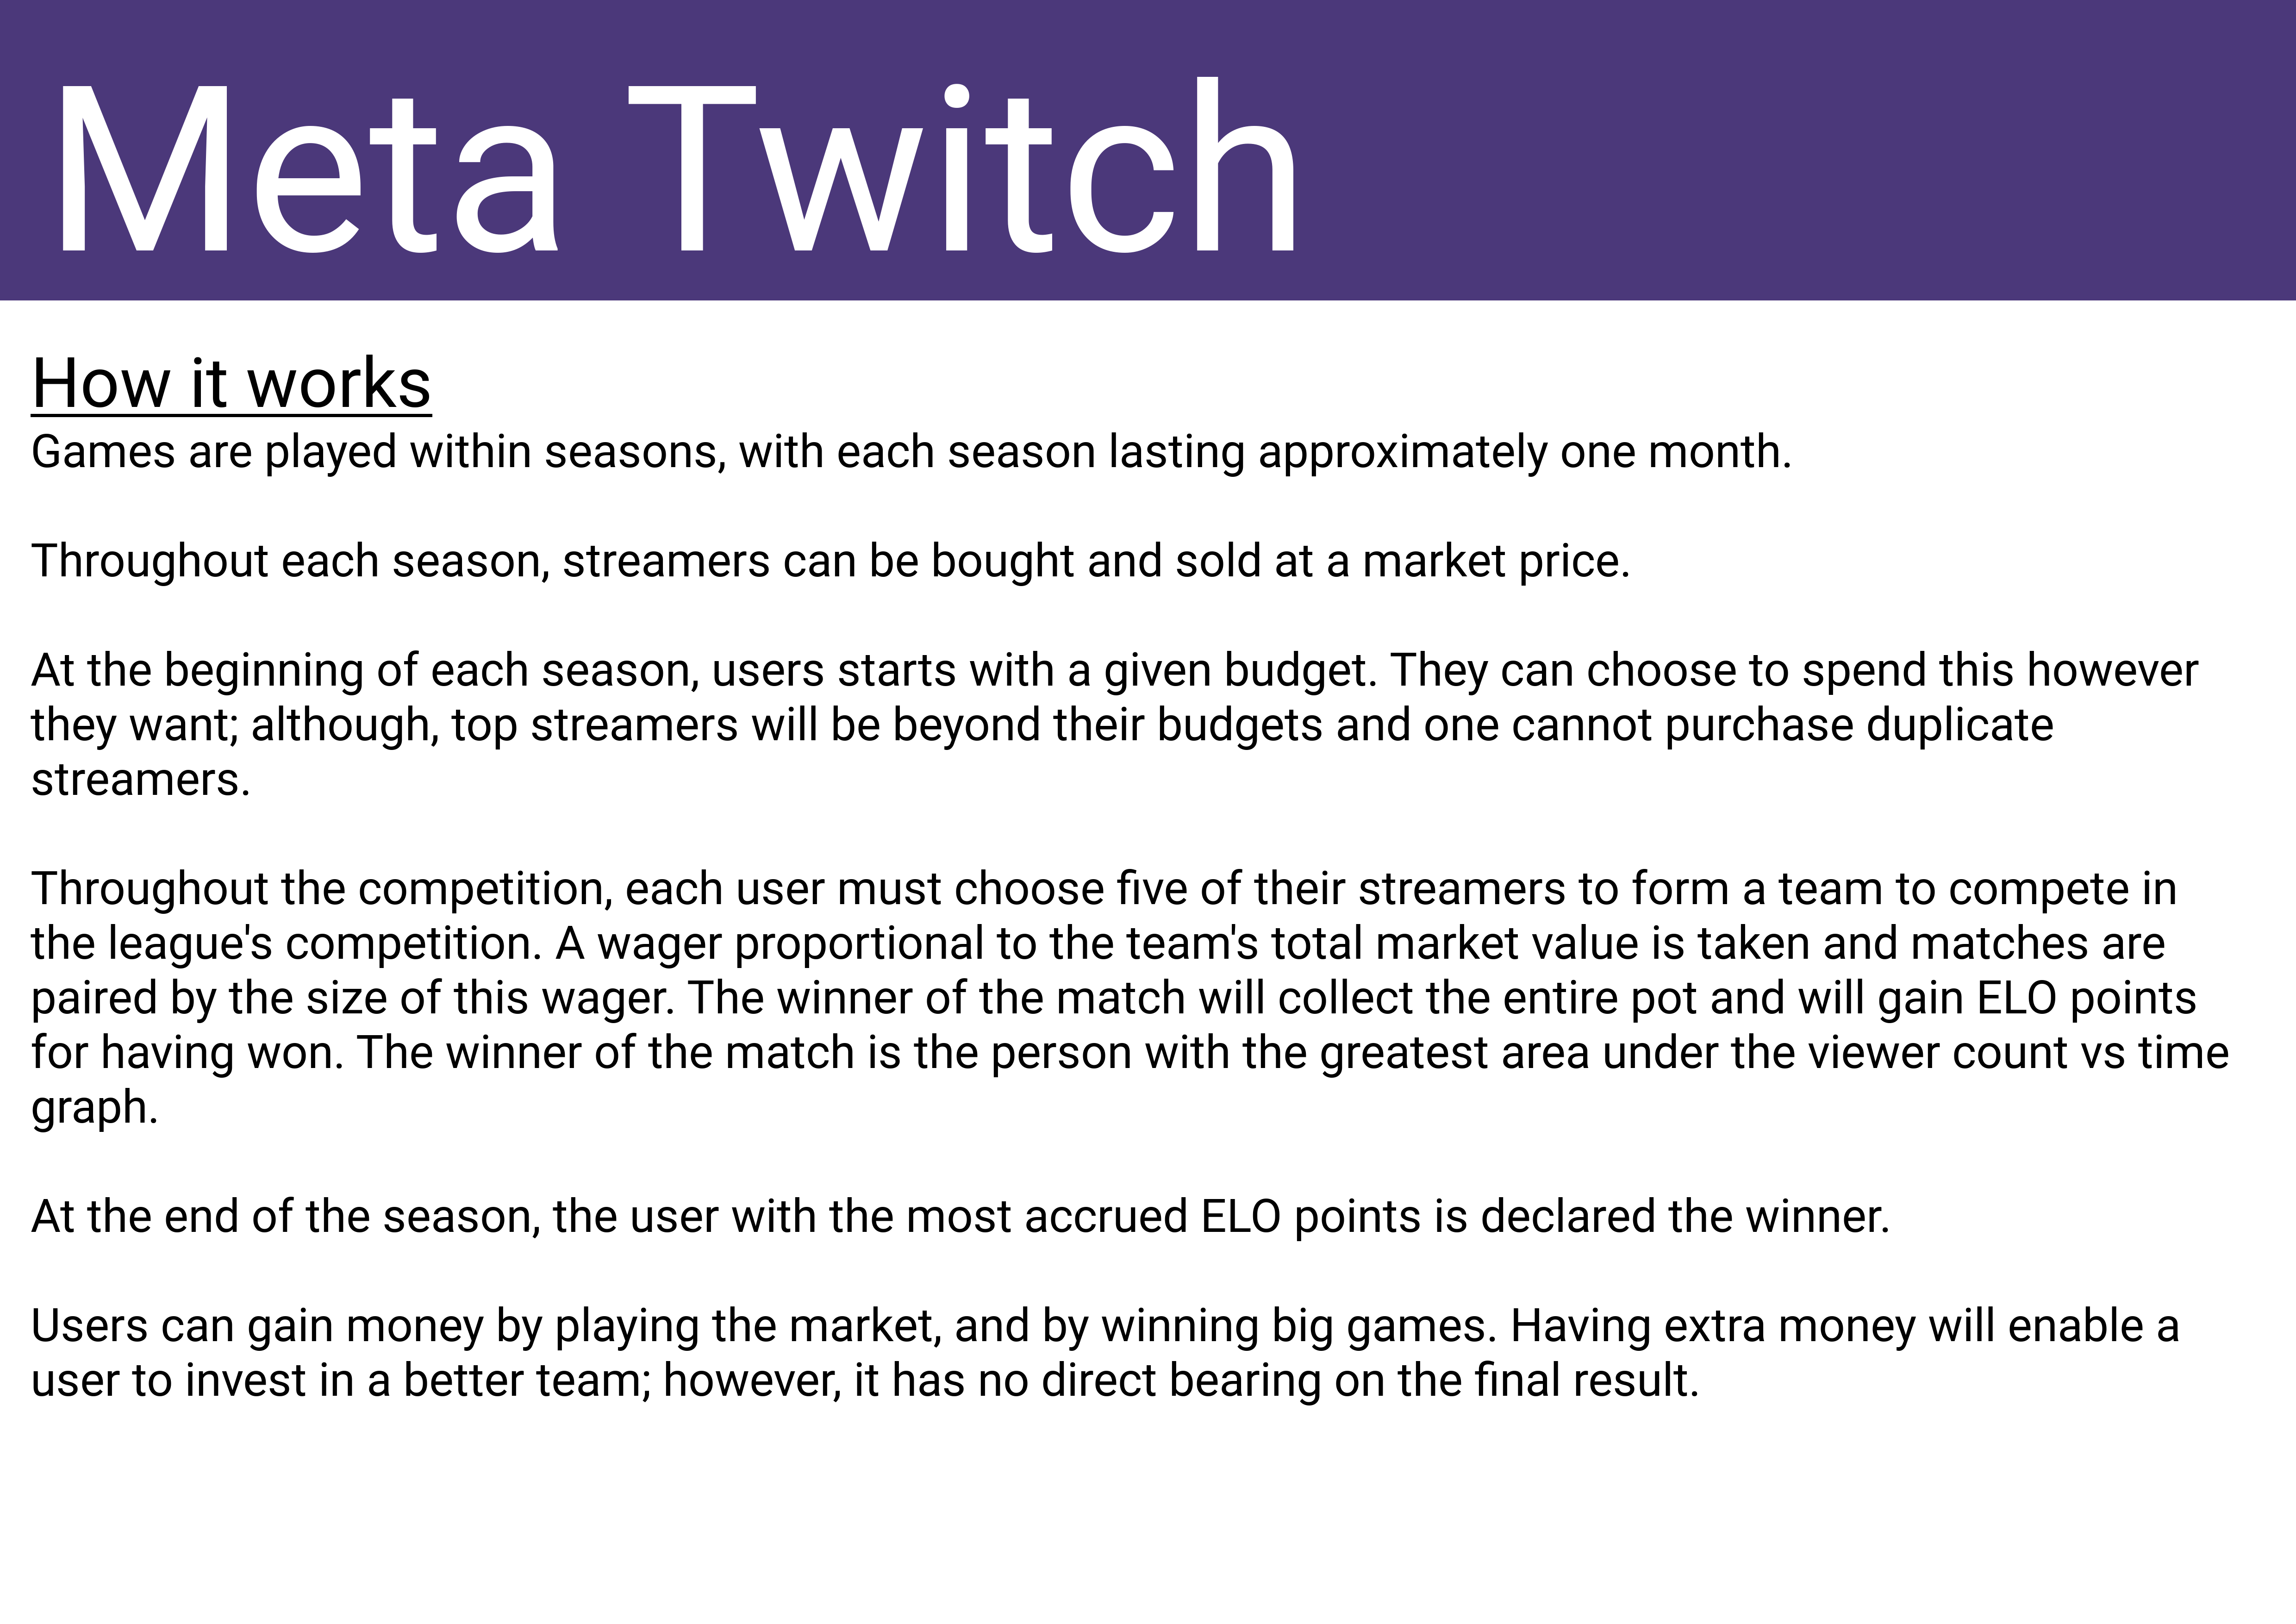 Meta Twitch
How it works
Games are played within seasons, with each season lasting approximately one month.
Throughout each season, streamers can be bought and sold at a market price.
At the beginning of each season, users starts with a given budget. They can choose to spend this however
they want; although, top streamers will be beyond their budgets and one cannot purchase duplicate
streamers.
Throughout the competition, each user must choose five of their streamers to form a team to compete in
the league's competition. A wager proportional to the team's total market value is taken and matches are
paired by the size of this wager. The winner of the match will collect the entire pot and will gain ELO points
for having won. The winner of the match is the person with the greatest area under the viewer count vs time
graph.
At the end of the season, the user with the most accrued ELO points is declared the winner.
Users can gain money by playing the market, and by winning big games. Having extra money will enable a
user to invest in a better team; however, it has no direct bearing on the final result.